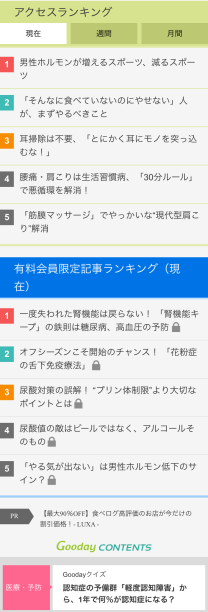 アクセスランキング
現在 週間 月間
1 男性ホルモンが増えるスポーツ、減るスポー
ツ
2 「そんなに食べていないのにやせない」人
が、まずやるべきこと
3 耳掃除は不要、「とにかく耳にモノを突っ込
むな！」
4 腰痛・肩こりは生活習慣病、「30分ルール」
で悪循環を解消！
5 「筋膜マッサージ」でやっかいな“現代型肩こ
り”解消
有料会員限定記事ランキング（現
在）
1 一度失われた腎機能は戻らない！ 「腎機能キ
ープ」の鉄則は糖尿病、高血圧の予防
2 オフシーズンこそ開始のチャンス！ 「花粉症
の舌下免疫療法」
3 尿酸対策の誤解！ “プリン体制限”より大切な
ポイントとは
4 尿酸値の敵はビールではなく、アルコールそ
のもの
5 「やる気が出ない」は男性ホルモン低下のサ
イン？
PR 【最大90％OFF】食べログ高評価のお店が今だけの
割引価格！- LUXA -
Gooday CONTENTS
医療・予防
Goodayクイズ
認知症の予備群「軽度認知障害」か
ら、1年で何％が認知症になる？